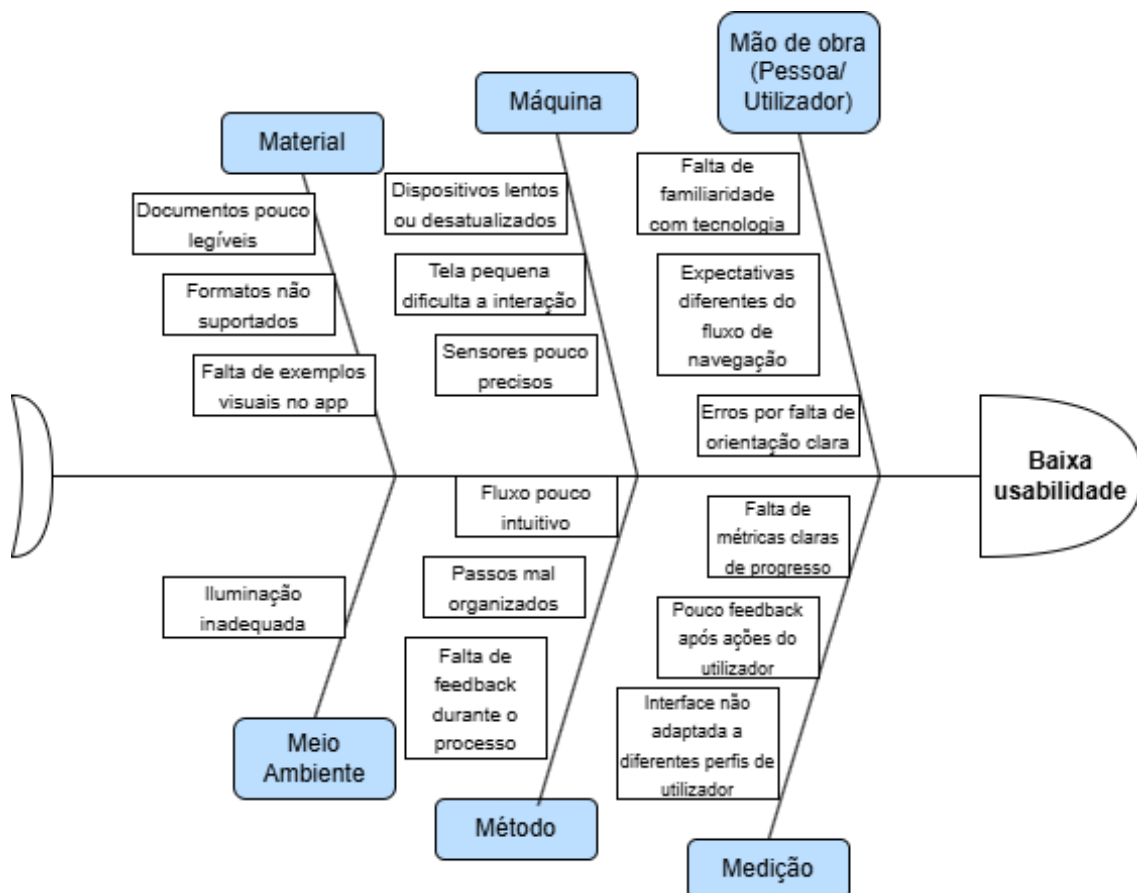 Mão de obra
(Pessoa/
Utilizador)
Máquina
Material
Falta de
familiaridade
com tecnologia
Dispositivos lentos
ou desatualizados
Documentos pouco
legíveis
Tela pequena
dificulta a interação
Expectativas
diferentes do
fluxo de
navegação
Formatos não
suportados
Sensores pouco
precisos
Falta de exemplos
visuais no app
Erros por falta de
orientação clara
Baixa
usabilidade
Fluxo pouco
intuitivo
Falta de
métricas claras
de progresso
Passos mal
organizados
Iluminação
inadequada
Pouco feedback
após ações do
utilizador
Falta de
feedback
durante o
processo
Interface não
adaptada a
diferentes perfis de
utilizador
Meio
Ambiente
Método
Medição